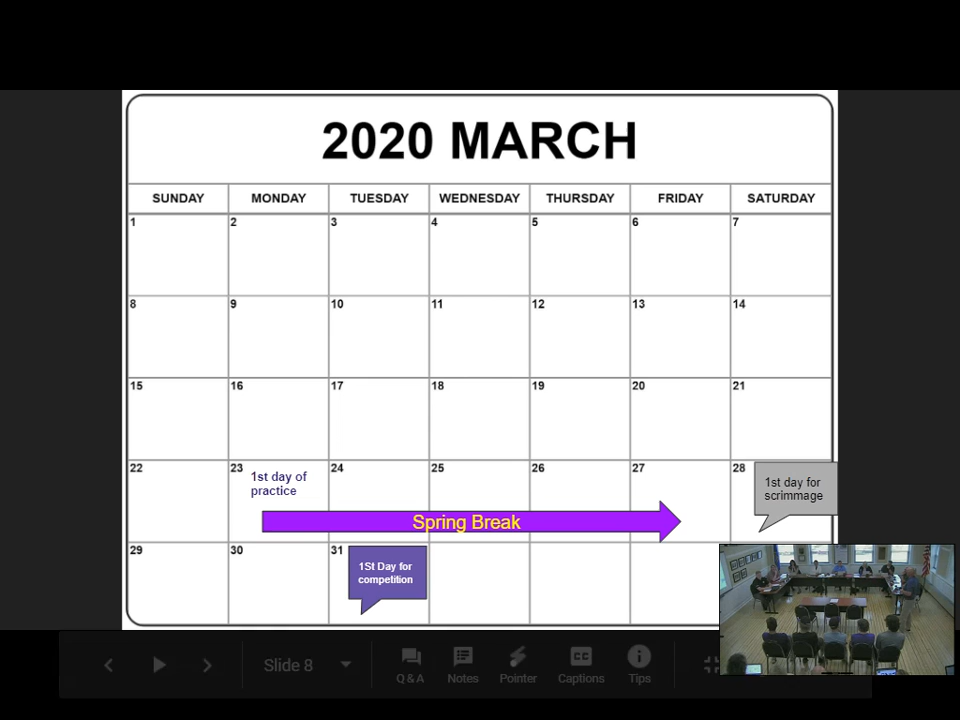 2020 MARCH
SUNDAY MONDAY TUESDAY WEDNESDAY THURSDAY FRIDAY SATURDAY
1 2 3 4 5 6 7
8 9 10 11 12 13 14
15 16 17 18 19 20 21
22 23 24 25 26 27 28
1st day of
practice
1st day for
scrimmage
Spring Break
29 30 31
1St Day for
competition
Slide 8
Q & A Notes Pointer Captions Tips
CC